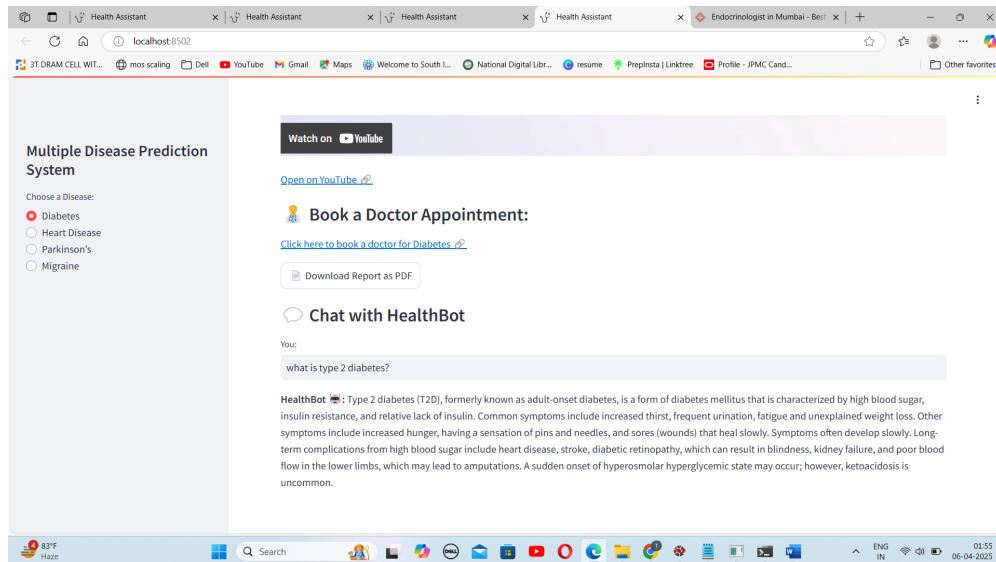 Health Assistant
Health Assistant
Health Assistant
Health Assistant
Endocrinologist in Mumbai - Best
localhost:8502
3T DRAM CELL WIT...
mos scaling
Dell
YouTube
Gmail
Maps
Welcome to South I...
National Digital Libr...
resume
PrepInsta | Linktree
Profile - JPMC Cand...
Other favorites
Multiple Disease Prediction
System
Choose a Disease:
Diabetes
Heart Disease
Parkinson's
Migraine
Watch on YouTube
Open on YouTube
Book a Doctor Appointment:
Click here to book a doctor for Diabetes
Download Report as PDF
Chat with HealthBot
You:
what is type 2 diabetes?
HealthBot : Type 2 diabetes (T2D), formerly known as adult-onset diabetes, is a form of diabetes mellitus that is characterized by high blood sugar,
insulin resistance, and relative lack of insulin. Common symptoms include increased thirst, frequent urination, fatigue and unexplained weight loss. Other
symptoms include increased hunger, having a sensation of pins and needles, and sores (wounds) that heal slowly. Symptoms often develop slowly. Long-
term complications from high blood sugar include heart disease, stroke, diabetic retinopathy, which can result in blindness, kidney failure, and poor blood
flow in the lower limbs, which may lead to amputations. A sudden onset of hyperosmolar hyperglycemic state may occur; however, ketoacidosis is
uncommon.
4
83°F
Haze
Search
DELL
ENG
IN
01:55
06-04-2025